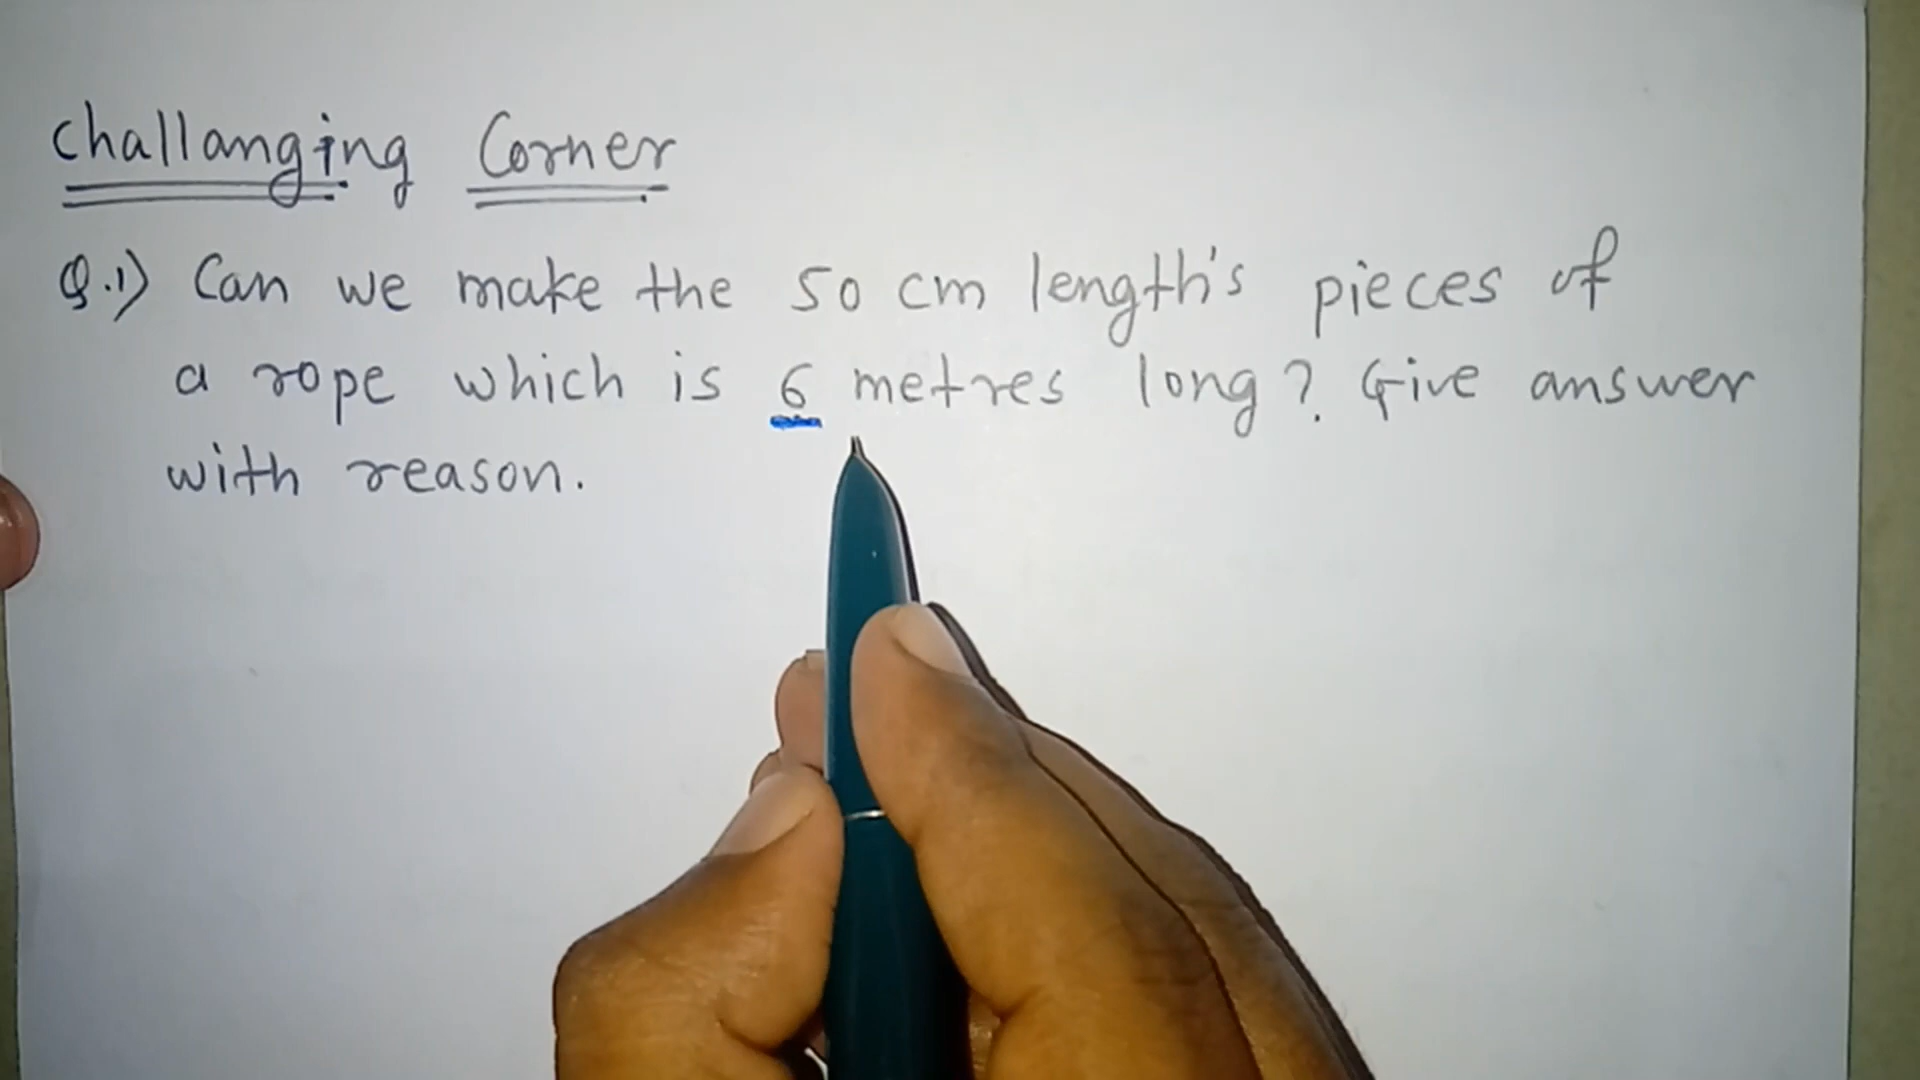 Challanging Corner
Q.1) Can we make the 50 cm length's pieces of
a rope which is 6 metres long? Give answer
with reason.